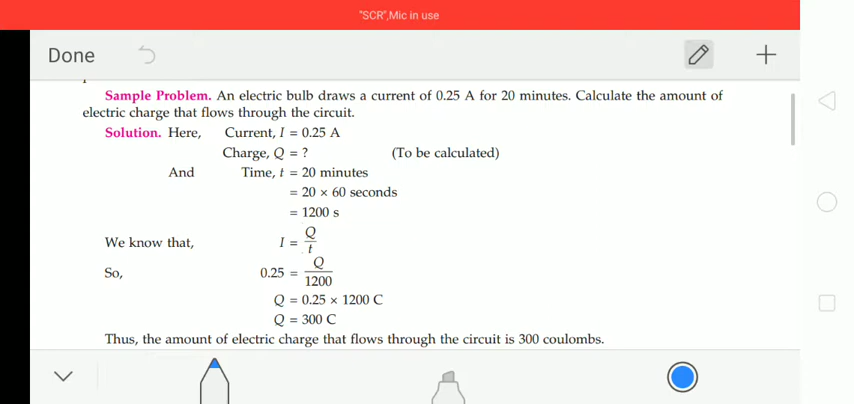 "SCR",Mic in use
Done
Sample Problem. An electric bulb draws a current of 0.25 A for 20 minutes. Calculate the amount of
electric charge that flows through the circuit.
Solution. Here, Current, I = 0.25 A
Charge, Q = ? (To be calculated)
And Time, t = 20 minutes
= 20 × 60 seconds
= 1200 s
We know that, I = Q/t
So, 0.25 = Q/1200
Q = 0.25 × 1200 C
Q = 300 C
Thus, the amount of electric charge that flows through the circuit is 300 coulombs.